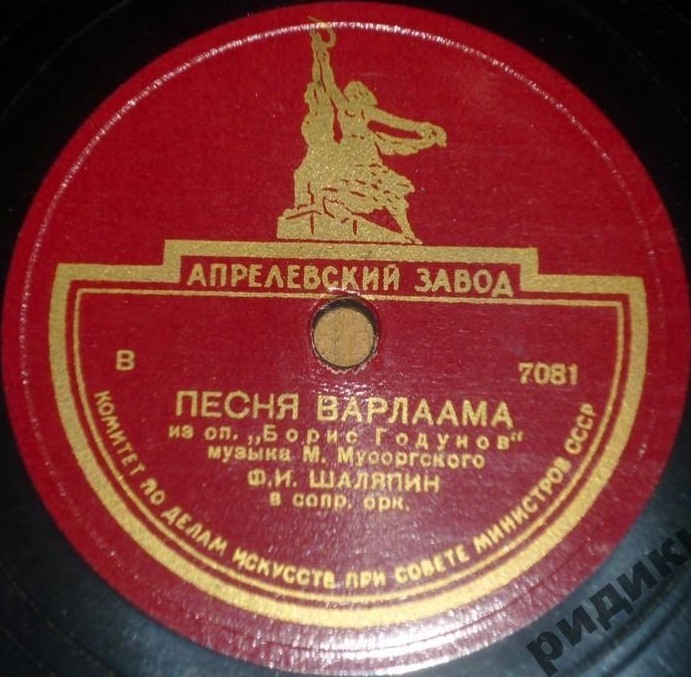 АПРЕЛЕВСКИЙ ЗАВОД
В 7081
ПЕСНЯ ВАРЛААМА
из оп. „Борис Годунов"
музыка М. Мусоргского
Ф. И. ШАЛЯПИН
в сопр. орк.
КОМИТЕТ ПО ДЕЛАМ ИСКУССТВ ПРИ СОВЕТЕ МИНИСТРОВ СССР